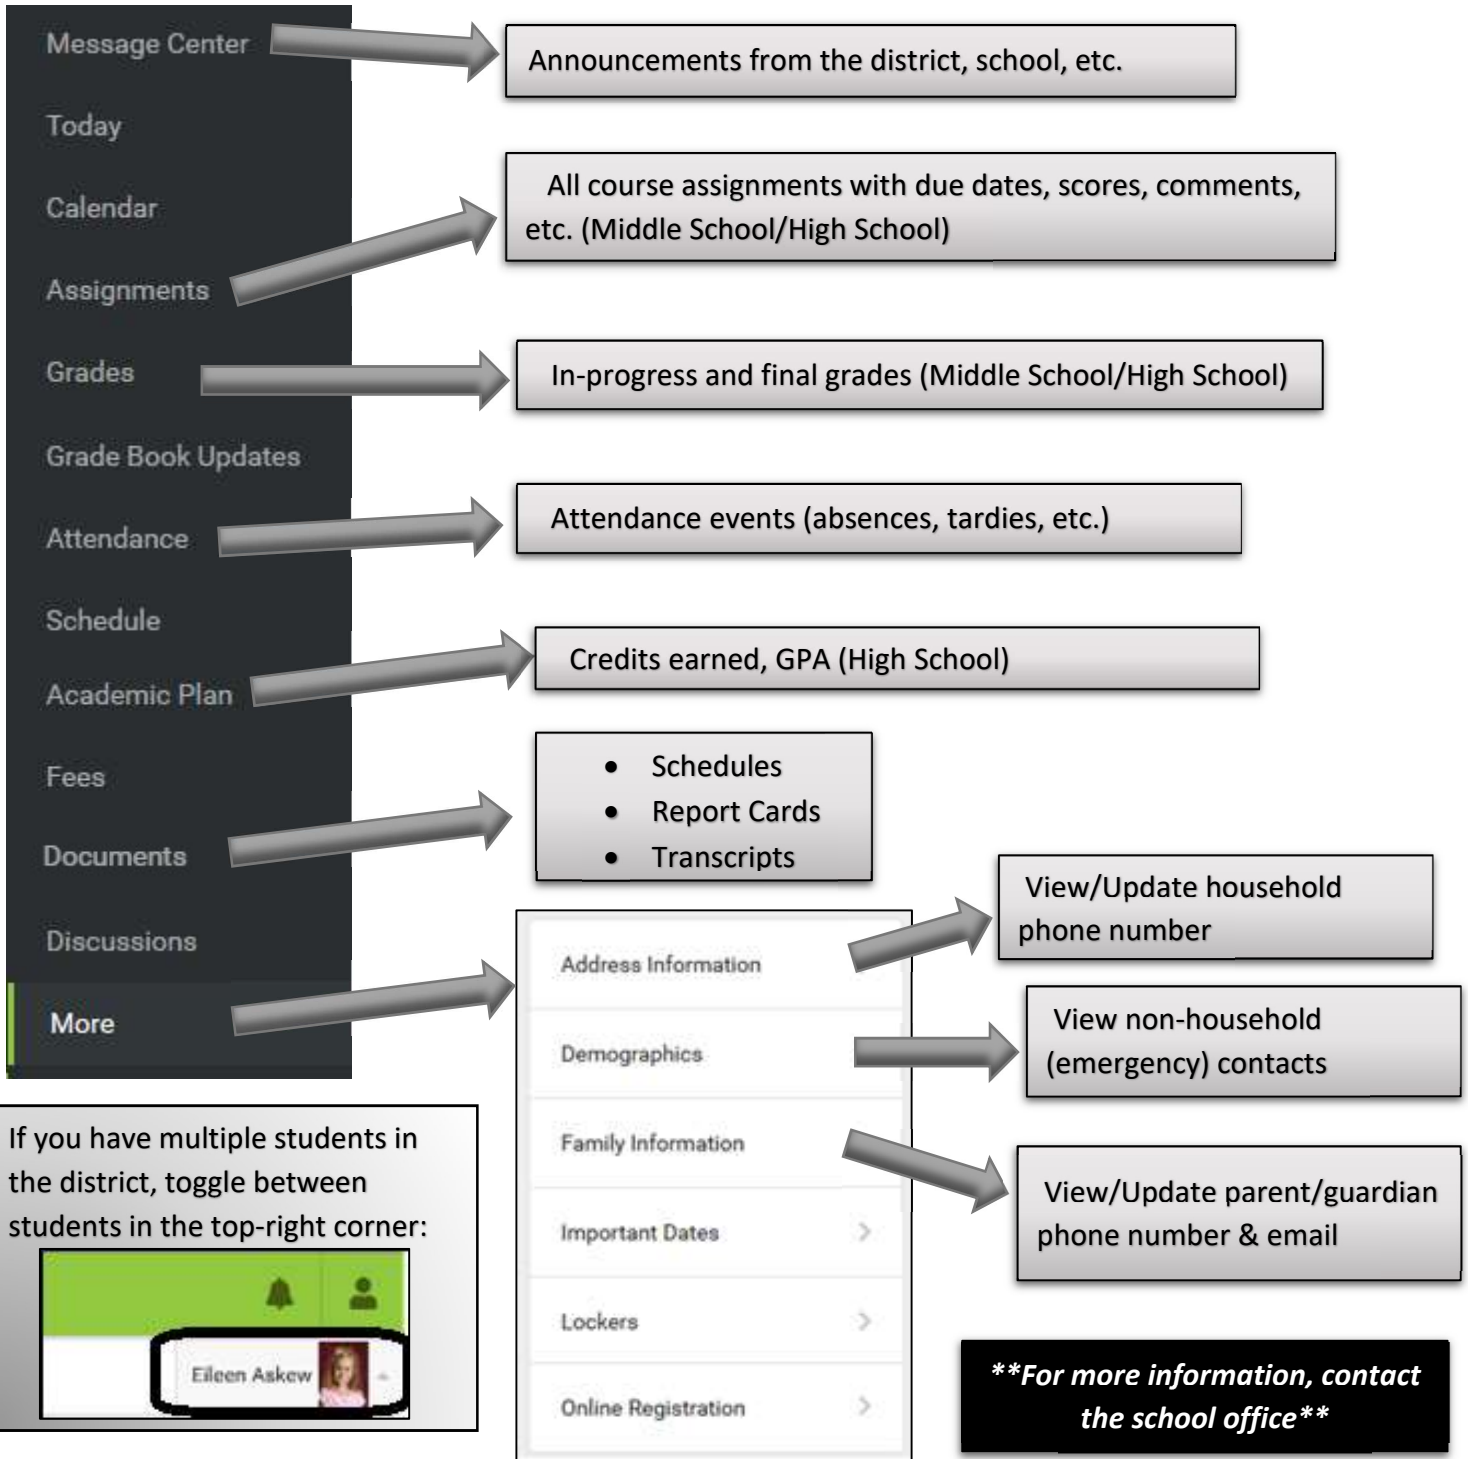 Message Center
Announcements from the district, school, etc.
Today
Calendar
All course assignments with due dates, scores, comments,
etc. (Middle School/High School)
Assignments
Grades
In-progress and final grades (Middle School/High School)
Grade Book Updates
Attendance
Attendance events (absences, tardies, etc.)
Schedule
Academic Plan
Credits earned, GPA (High School)
Fees
Documents
• Schedules
• Report Cards
• Transcripts
Discussions
More
Address Information
View/Update household
phone number
Demographics
View non-household
(emergency) contacts
Family Information
View/Update parent/guardian
phone number & email
Important Dates
Lockers
Online Registration
If you have multiple students in
the district, toggle between
students in the top-right corner:
Eileen Askew
**For more information, contact
the school office**